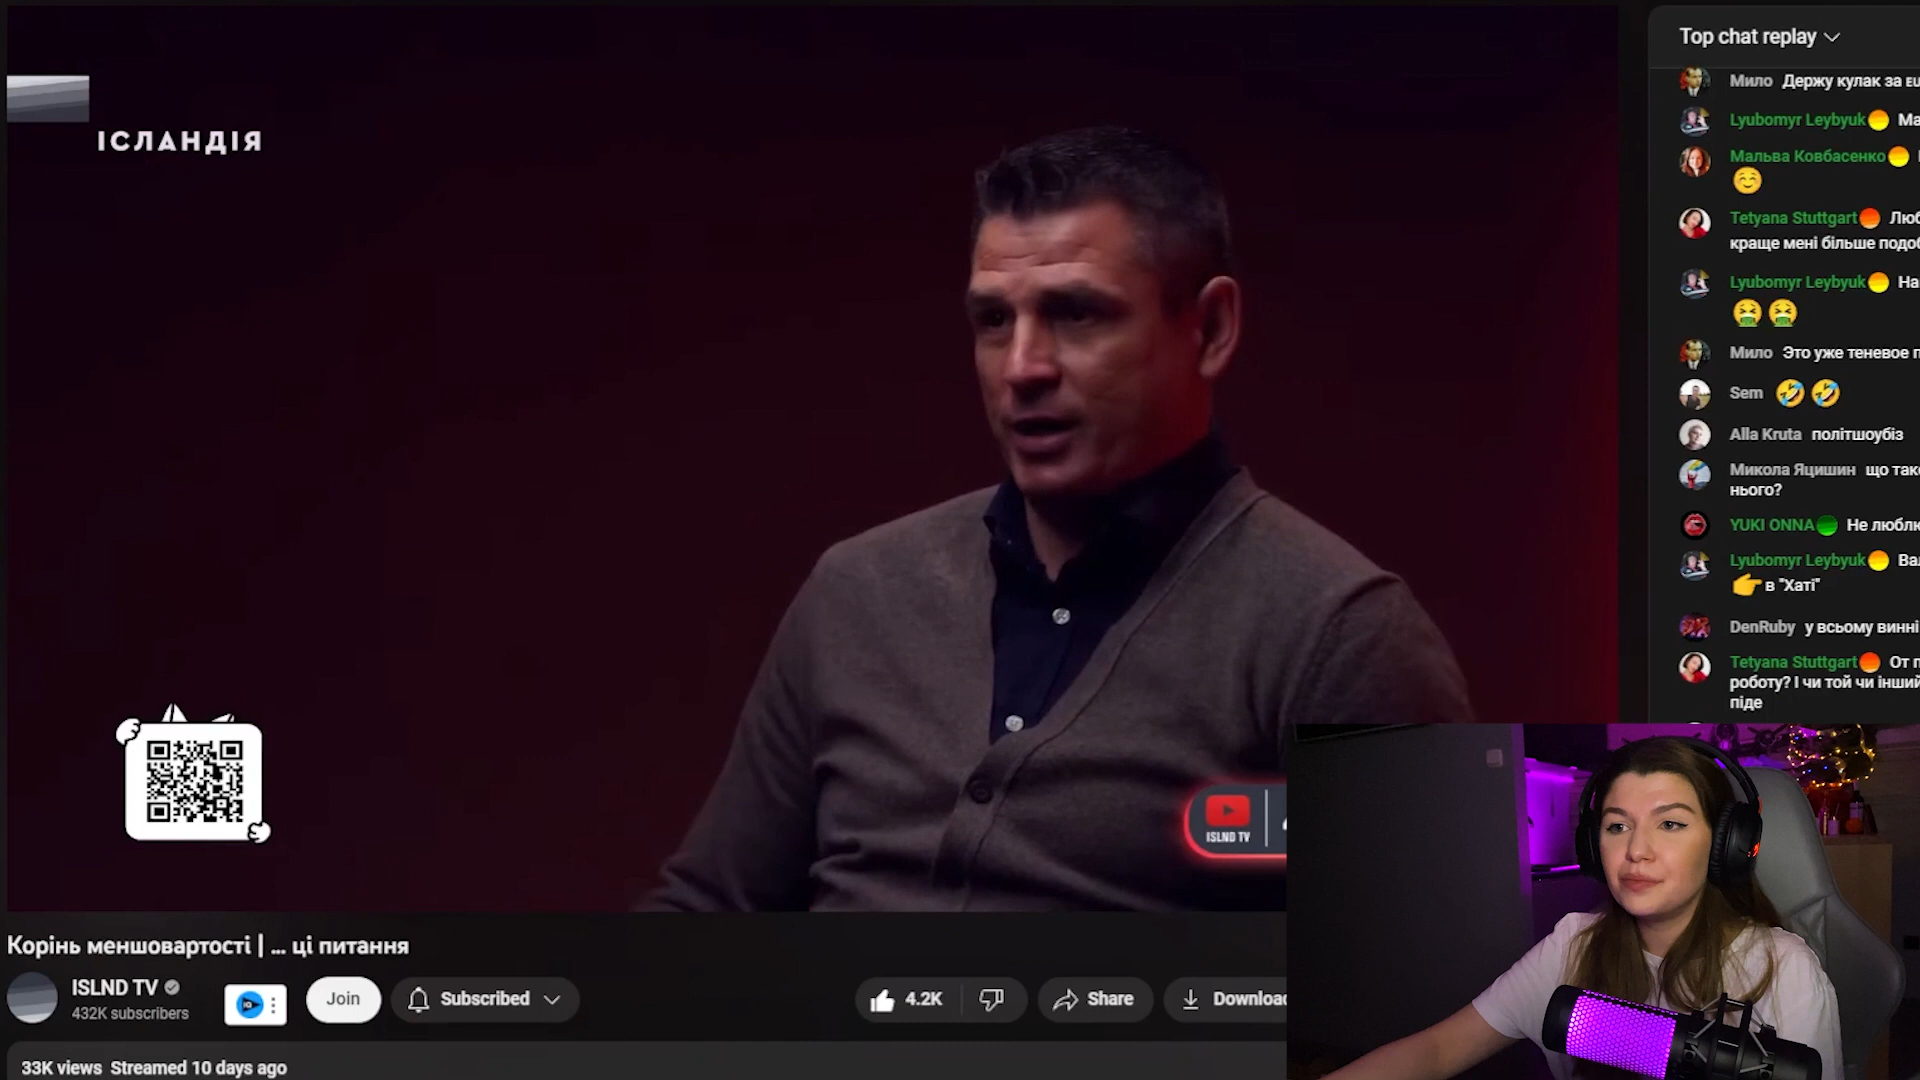 ІСЛАНДІЯ
ISLND TV
Корінь меншовартості | ... ці питання
ISLND TV
432K subscribers
Join
Subscribed
4.2K
Share
33K views Streamed 10 days ago
Top chat replay
Мило Держу кулак за
Lyubomyr Leybyuk
Мальва Ковбасенко
Tetyana Stuttgart
краще мені більше
Lyubomyr Leybyuk
Мило Это уже теневое
Sem
Alla Kruta політшоубіз
Микола Яцишин що
нього?
YUKI ONNA Не
Lyubomyr Leybyuk
в "Хаті"
DenRuby у всьому винні
Tetyana Stuttgart От
роботу? І чи той чи інший
піде